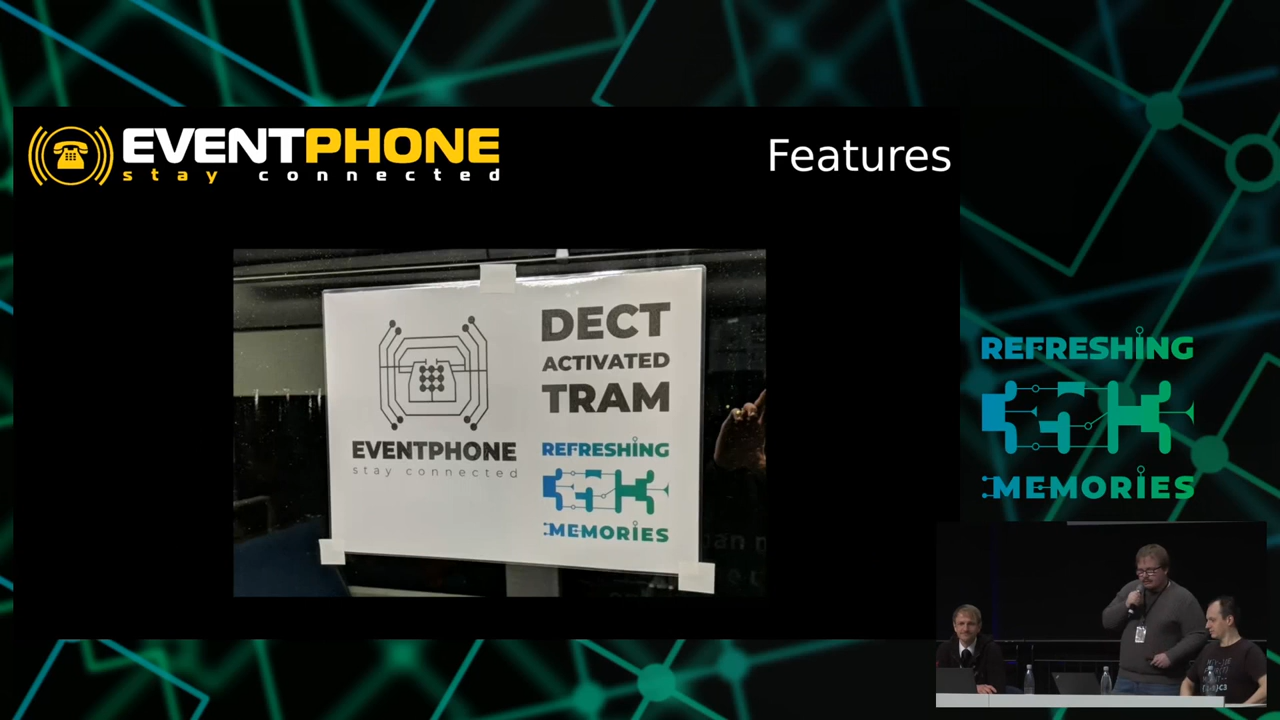 EVENTPHONE
stay connected
Features
DECT
ACTIVATED
TRAM
EVENTPHONE
stay connected
REFRESHING
MEMORIES
REFRESHING
MEMORIES